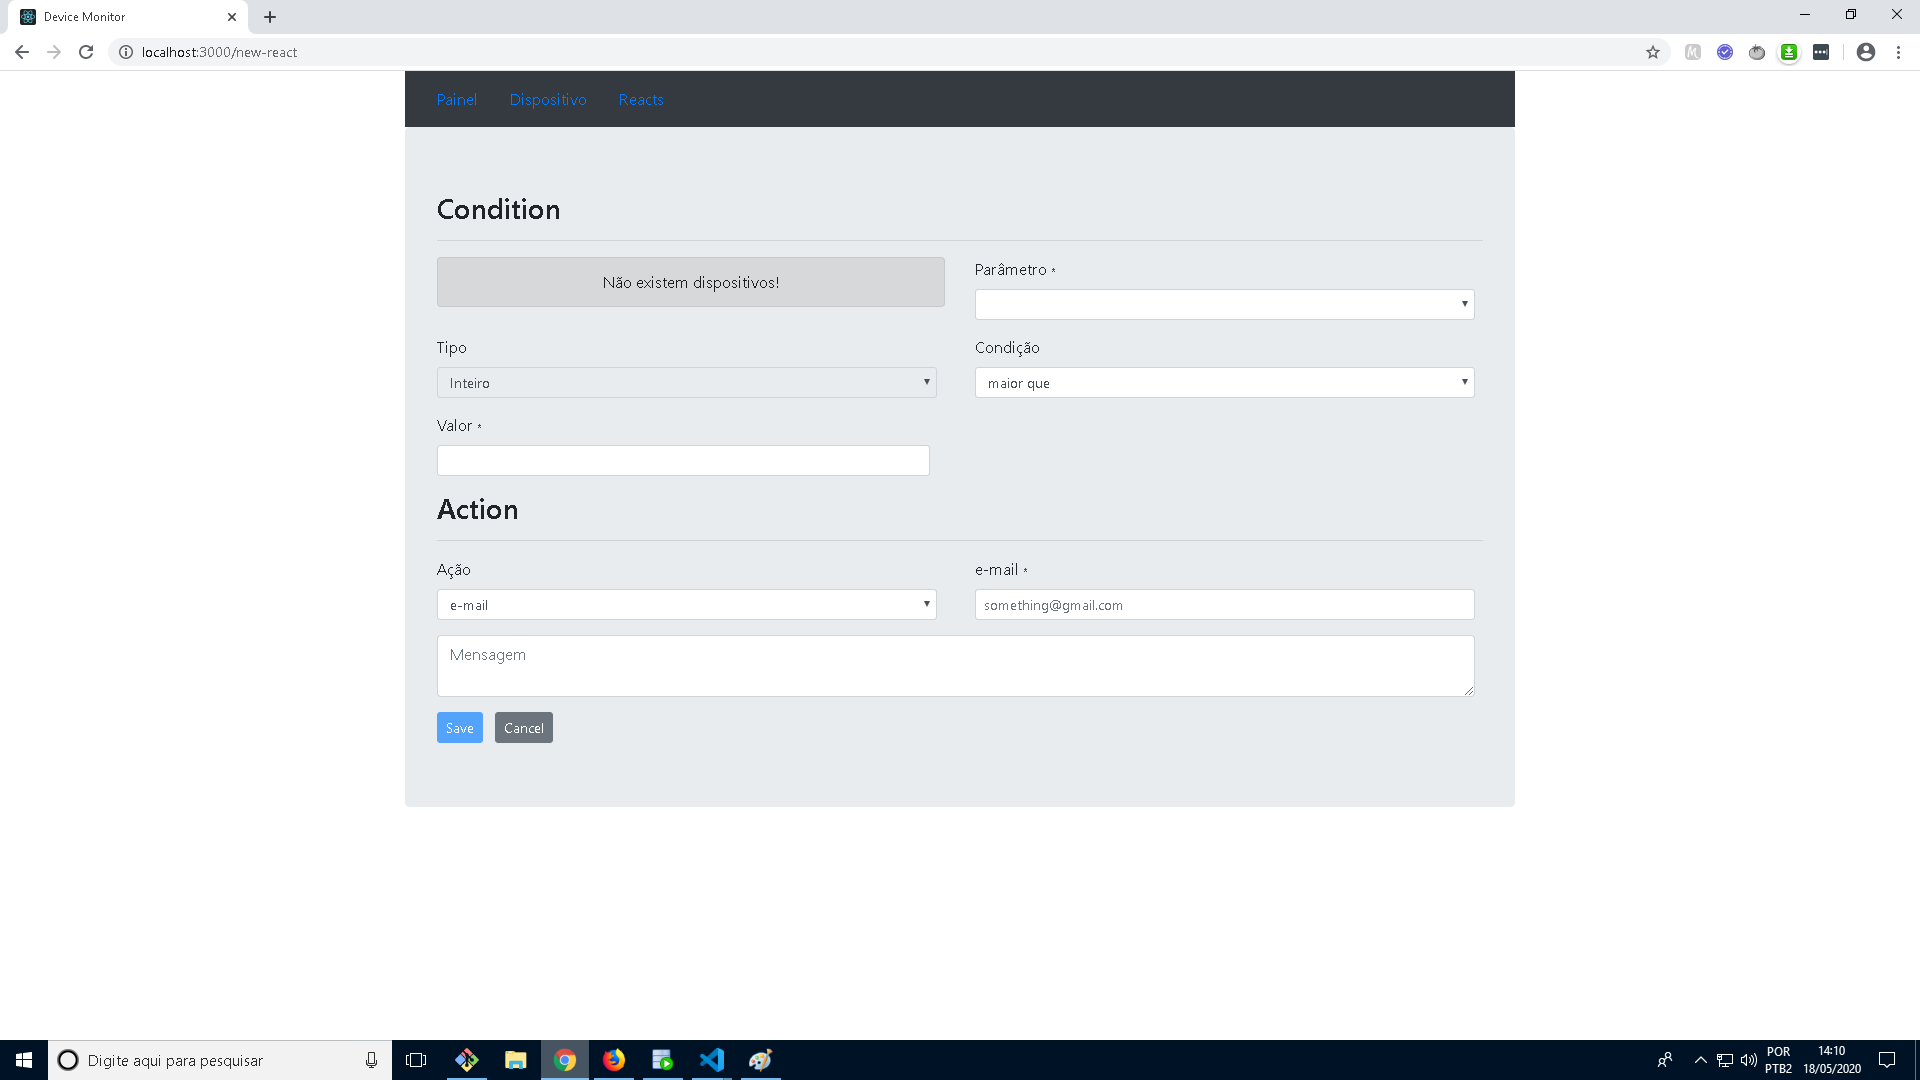 Device Monitor
localhost:3000/new-react
Painel Dispositivo Reacts
Condition
Não existem dispositivos!
Parâmetro *
Tipo
Inteiro
Condição
maior que
Valor *
Action
Ação
e-mail
e-mail *
something@gmail.com
Mensagem
Save Cancel
Digite aqui para pesquisar
POR
PTB2
14:10
18/05/2020